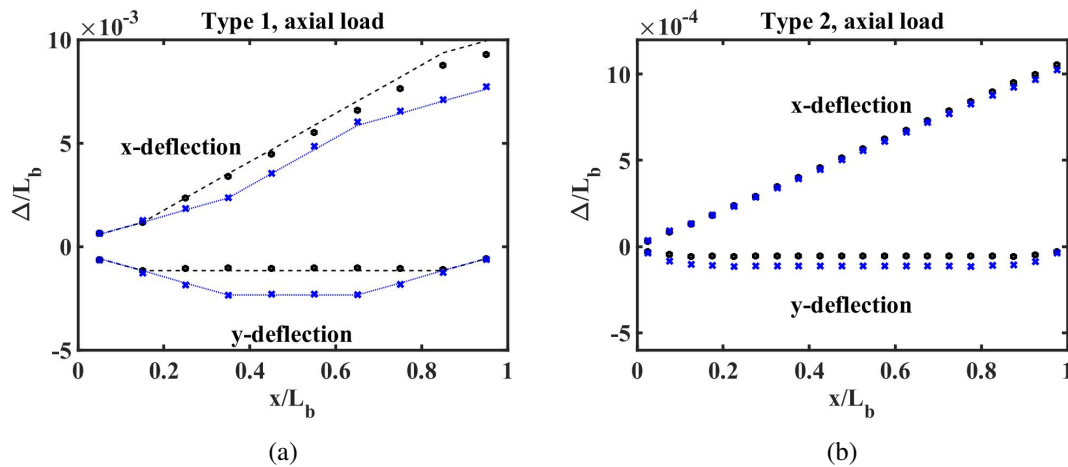 Type 1, axial load
×10⁻³
10
5
0
-5
Δ/L_b
x-deflection
y-deflection
0 0.2 0.4 0.6 0.8 1
x/L_b
(a)
Type 2, axial load
×10⁻⁴
10
5
0
-5
Δ/L_b
x-deflection
y-deflection
0 0.2 0.4 0.6 0.8 1
x/L_b
(b)